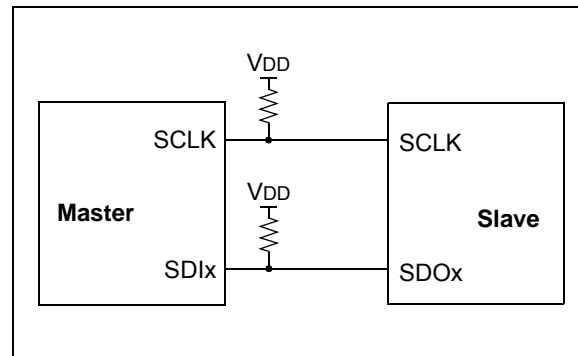 VDD
SCLK
SCLK
VDD
Master
Slave
SDIx
SDOx